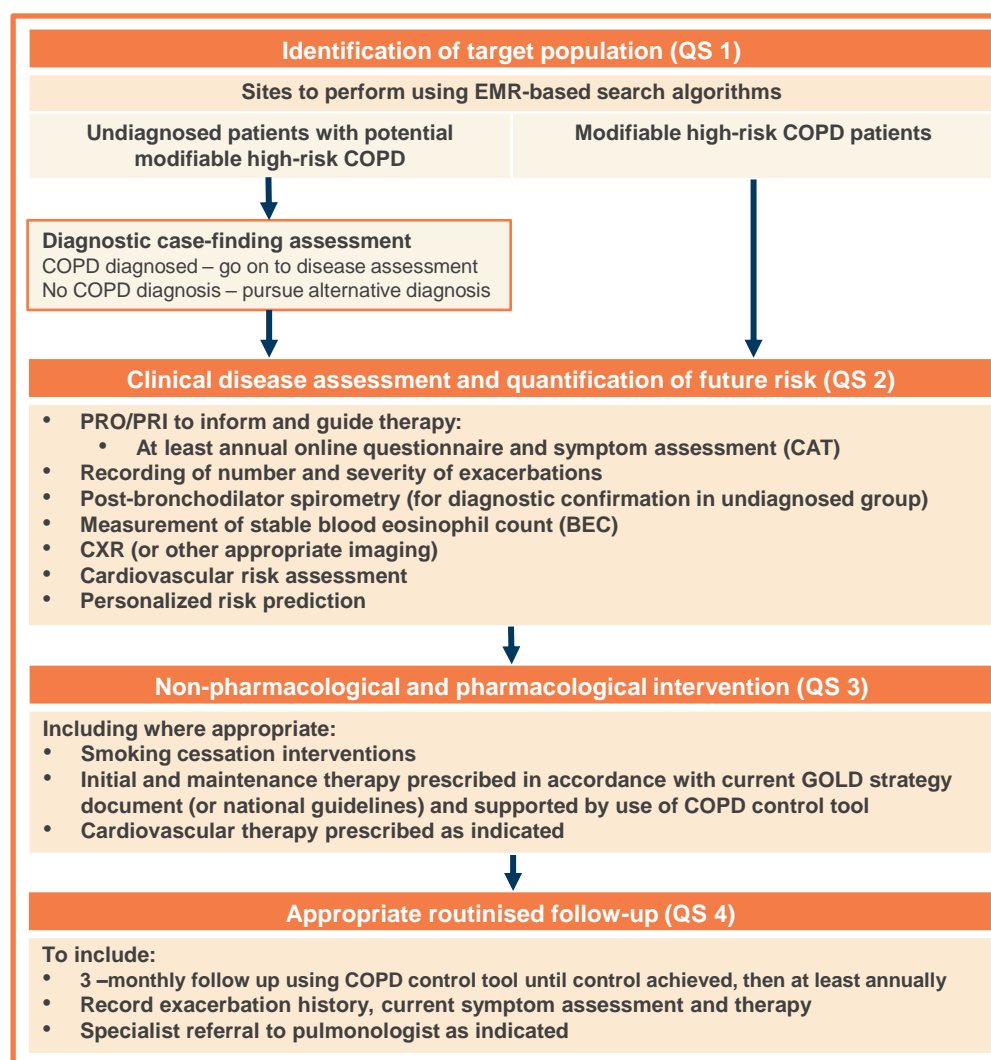 Identification of target population (QS 1)
Sites to perform using EMR-based search algorithms
Undiagnosed patients with potential
modifiable high-risk COPD
Modifiable high-risk COPD patients
Diagnostic case-finding assessment
COPD diagnosed – go on to disease assessment
No COPD diagnosis – pursue alternative diagnosis
Clinical disease assessment and quantification of future risk (QS 2)
• PRO/PRI to inform and guide therapy:
• At least annual online questionnaire and symptom assessment (CAT)
• Recording of number and severity of exacerbations
• Post-bronchodilator spirometry (for diagnostic confirmation in undiagnosed group)
• Measurement of stable blood eosinophil count (BEC)
• CXR (or other appropriate imaging)
• Cardiovascular risk assessment
• Personalized risk prediction
Non-pharmacological and pharmacological intervention (QS 3)
Including where appropriate:
• Smoking cessation interventions
• Initial and maintenance therapy prescribed in accordance with current GOLD strategy
document (or national guidelines) and supported by use of COPD control tool
• Cardiovascular therapy prescribed as indicated
Appropriate routinised follow-up (QS 4)
To include:
• 3 –monthly follow up using COPD control tool until control achieved, then at least annually
• Record exacerbation history, current symptom assessment and therapy
• Specialist referral to pulmonologist as indicated